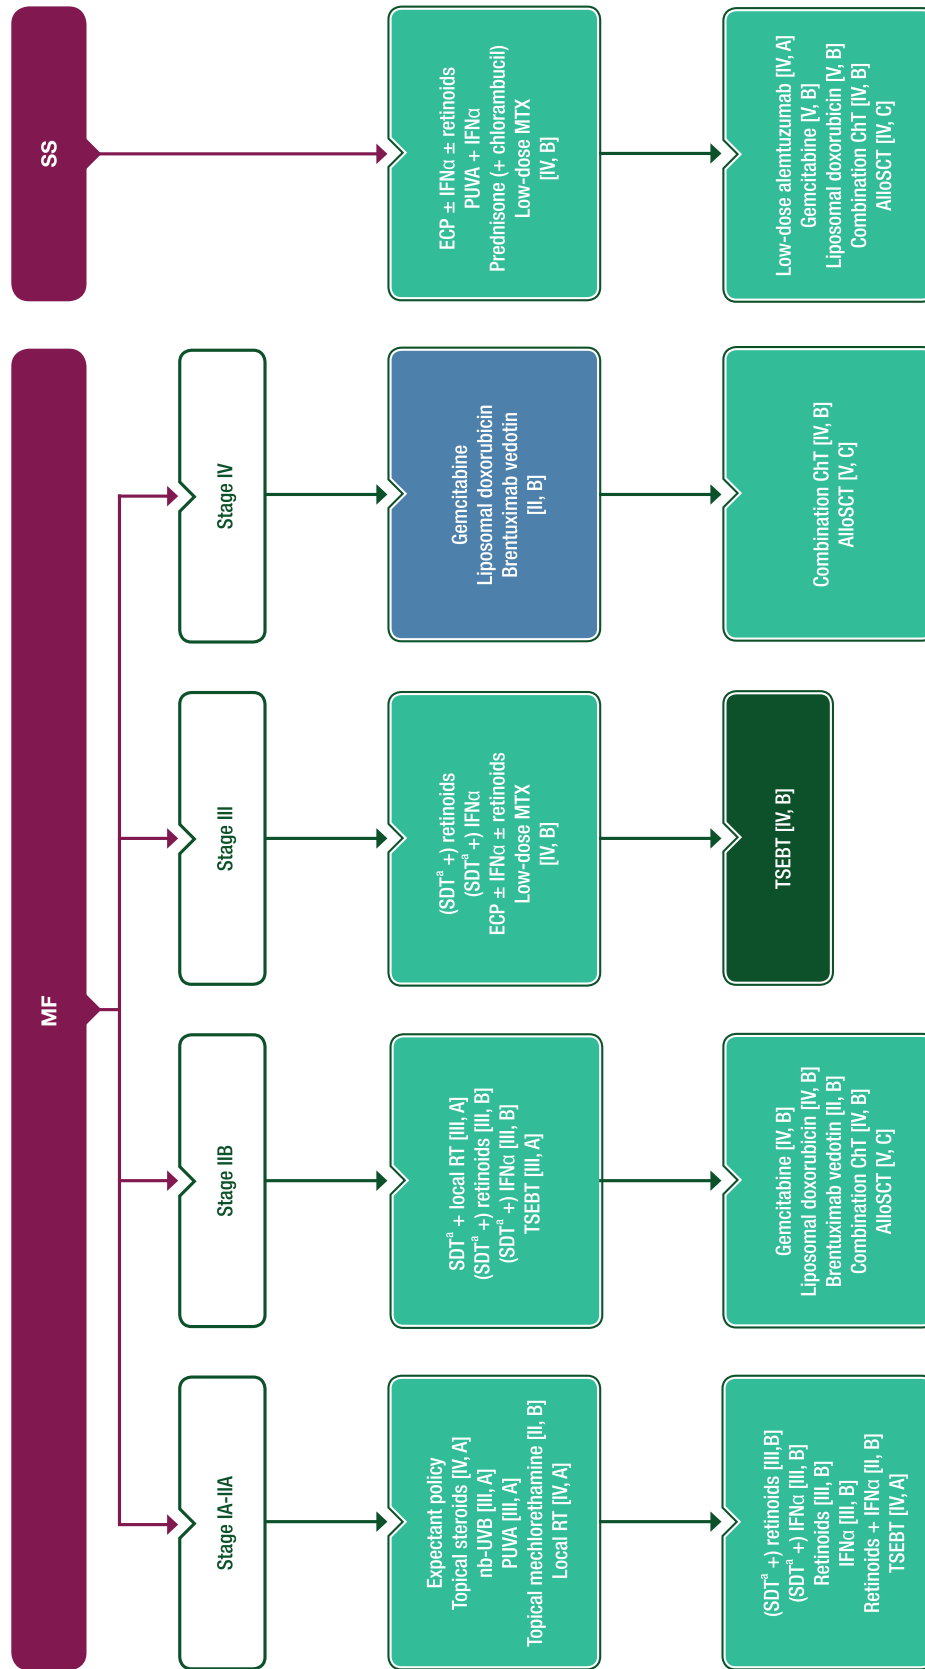 MF
SS
Stage IA-IIA
Stage IIB
Stage III
Stage IV
Expectant policy
Topical steroids [IV, A]
nb-UVB [III, A]
PUVA [III, A]
Topical mechlorethamine [II, B]
Local RT [IV, A]
SDTᵃ + local RT [III, A]
(SDTᵃ +) retinoids [III, B]
(SDTᵃ +) IFNα [III, B]
TSEBT [III, A]
(SDTᵃ +) retinoids
(SDTᵃ +) IFNα
ECP ± IFNα ± retinoids
Low-dose MTX
[IV, B]
Gemcitabine
Liposomal doxorubicin
Brentuximab vedotin
[II, B]
ECP ± IFNα ± retinoids
PUVA + IFNα
Prednisone (+ chlorambucil)
Low-dose MTX
[IV, B]
(SDTᵃ +) retinoids [III,B]
(SDTᵃ +) IFNα [III, B]
Retinoids [III, B]
IFNα [III, B]
Retinoids + IFNα [II, B]
TSEBT [IV, A]
Gemcitabine [IV, B]
Liposomal doxorubicin [IV, B]
Brentuximab vedotin [II, B]
Combination ChT [IV, B]
AlloSCT [V, C]
TSEBT [IV, B]
Combination ChT [IV, B]
AlloSCT [V, C]
Low-dose alemtuzumab [IV, A]
Gemcitabine [V, B]
Liposomal doxorubicin [V, B]
Combination ChT [IV, B]
AlloSCT [IV, C]